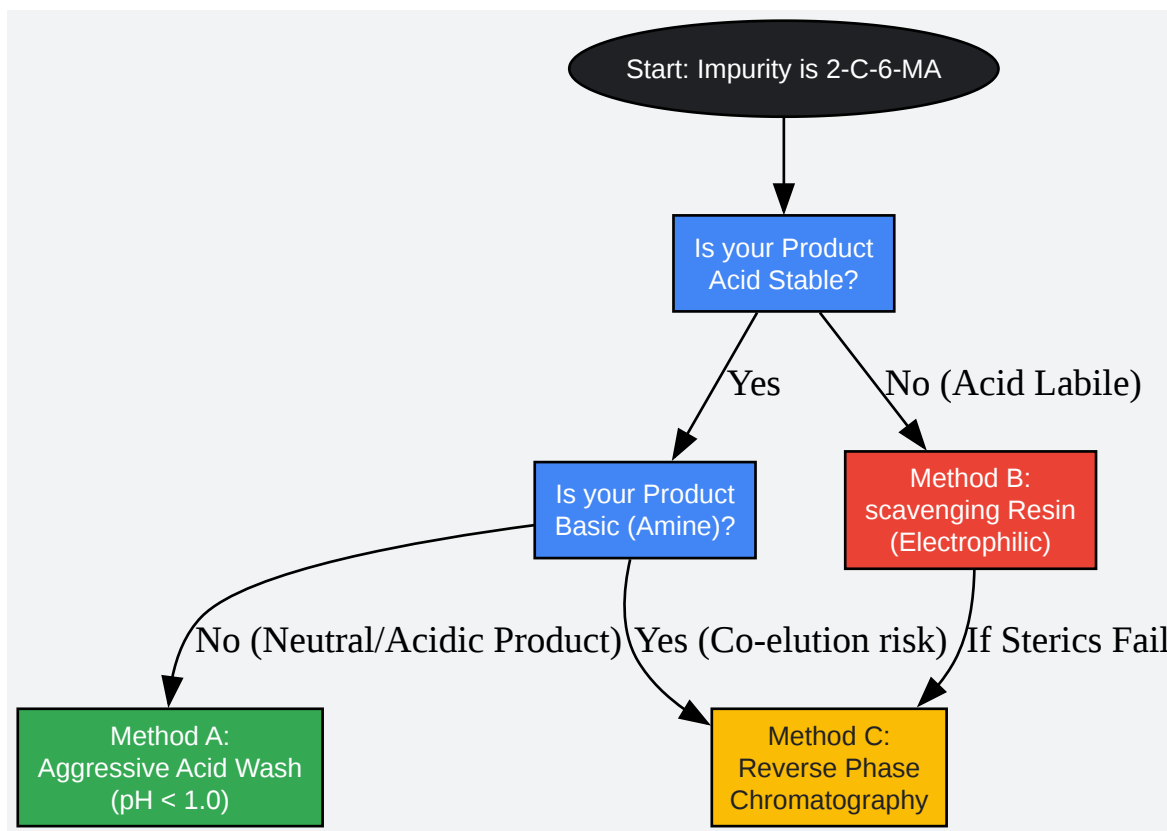 Start: Impurity is 2-C-6-MA
Is your Product
Acid Stable?
Yes
No (Acid Labile)
Is your Product
Basic (Amine)?
Method B:
scavenging Resin
(Electrophilic)
No (Neutral/Acidic Product)
Yes (Co-elution risk)
If Sterics Fail
Method A:
Aggressive Acid Wash
(pH < 1.0)
Method C:
Reverse Phase
Chromatography